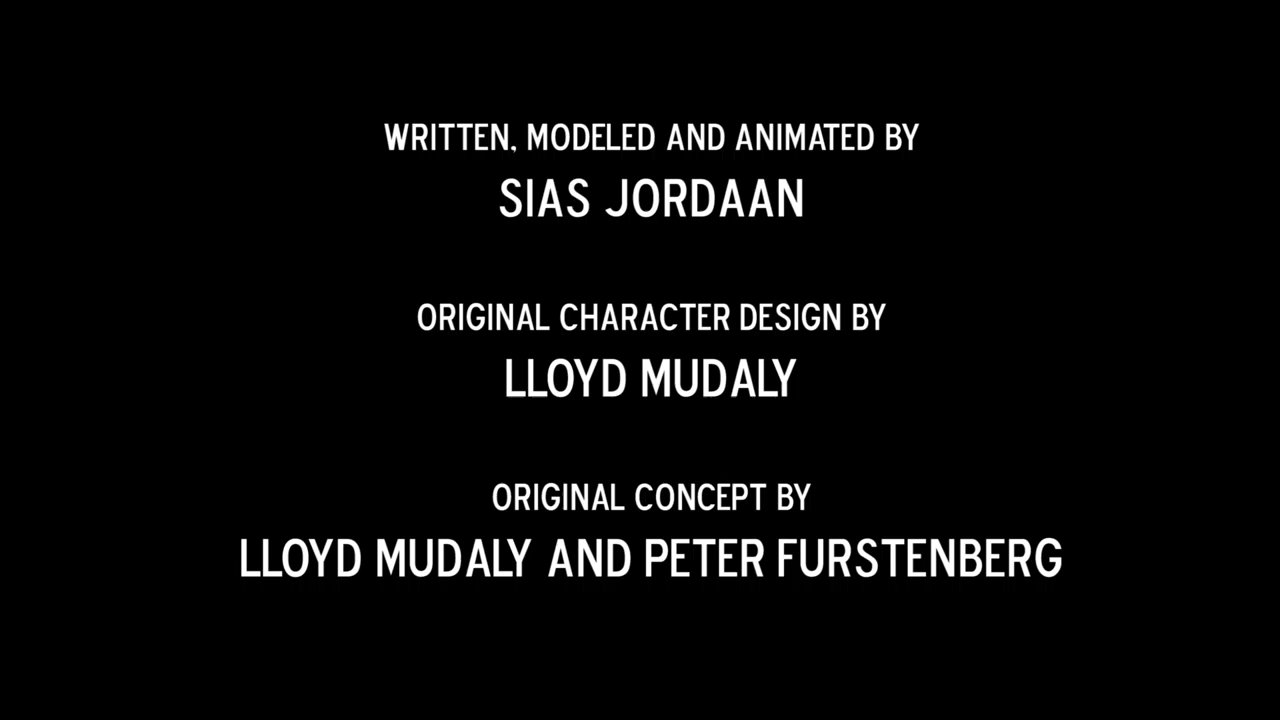 WRITTEN, MODELED AND ANIMATED BY
SIAS JORDAAN
ORIGINAL CHARACTER DESIGN BY
LLOYD MUDALY
ORIGINAL CONCEPT BY
LLOYD MUDALY AND PETER FURSTENBERG